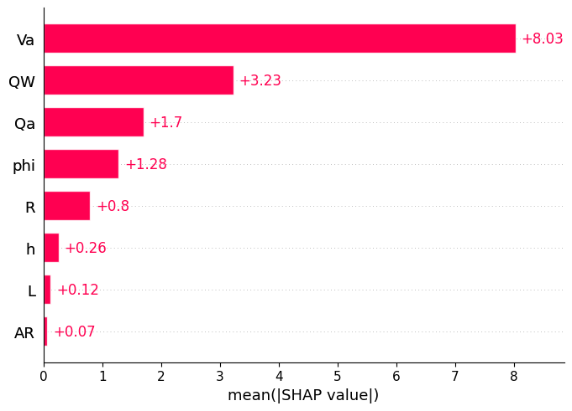 Va +8.03
QW +3.23
Qa +1.7
phi +1.28
R +0.8
h +0.26
L +0.12
AR +0.07
0 1 2 3 4 5 6 7 8
mean(|SHAP value|)